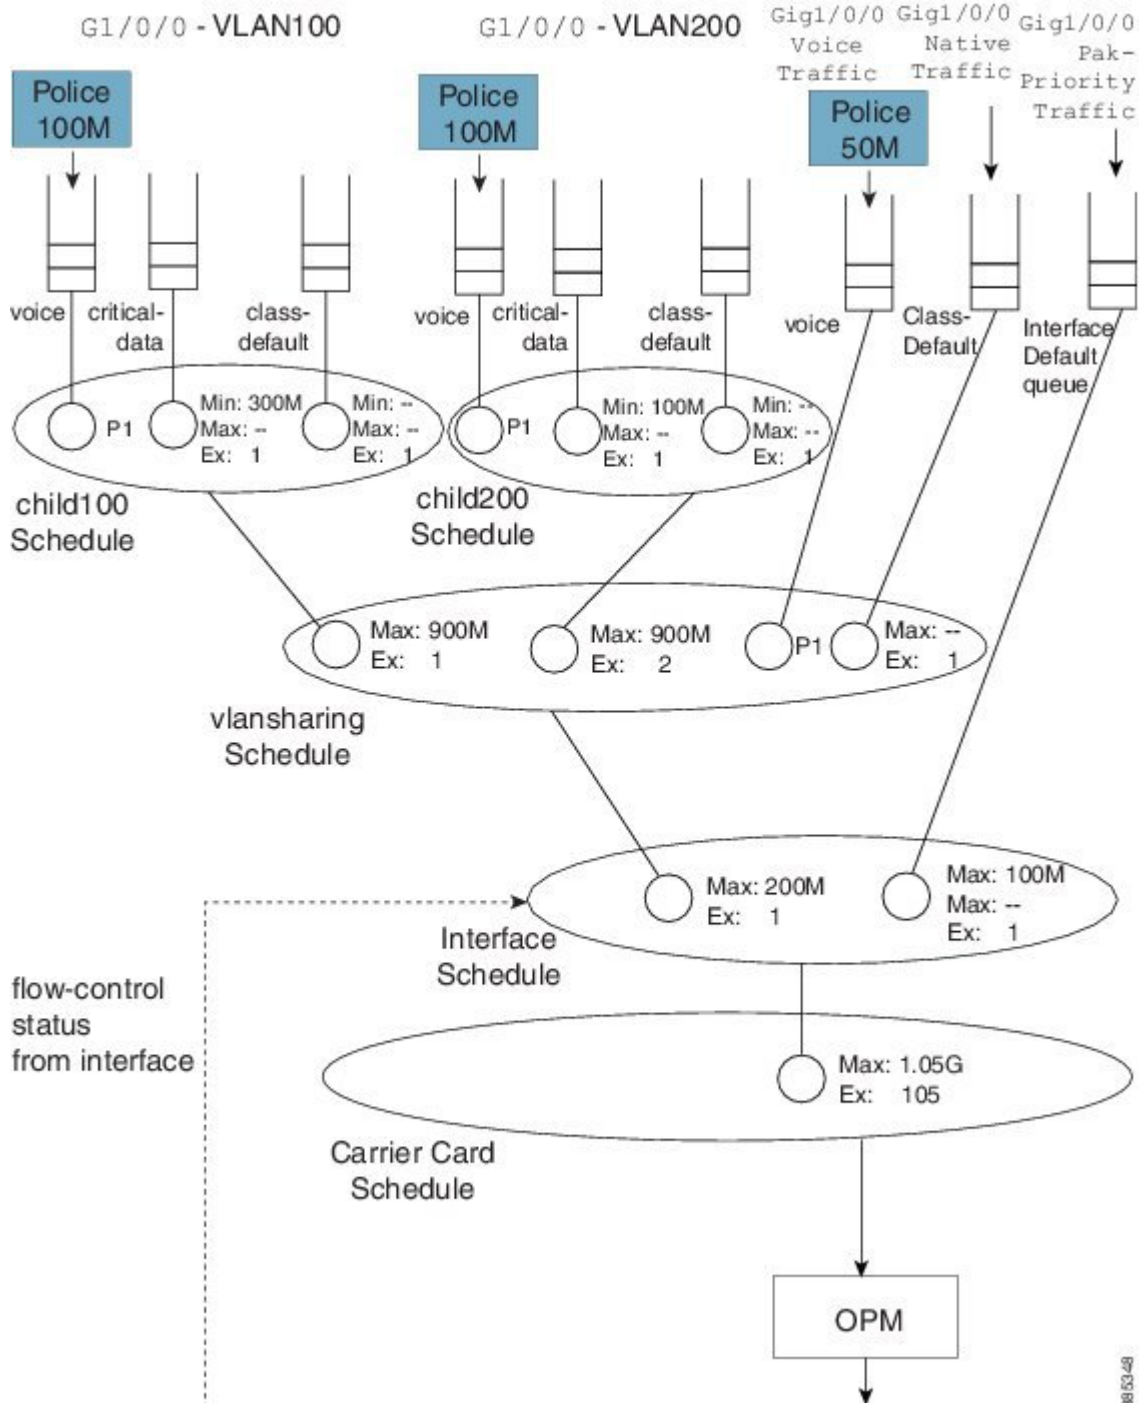 G1/0/0 - VLAN100
G1/0/0 - VLAN200
Gig1/0/0
Voice
Traffic
Gig1/0/0
Native
Traffic
Gig1/0/0
Pak-
Priority
Traffic
Police
100M
Police
100M
Police
50M
voice
critical-
data
class-
default
voice
critical-
data
class-
default
voice
Class-
Default
Interface
Default
queue
P1
Min: 300M
Max: --
Ex: 1
Min: --
Max: --
Ex: 1
P1
Min: 100M
Max: --
Ex: 1
Min: --
Max: --
Ex: 1
child100
Schedule
child200
Schedule
Max: 900M
Ex: 1
Max: 900M
Ex: 2
P1
Max: --
Ex: 1
vlansharing
Schedule
Max: 200M
Ex: 1
Max: 100M
Max: --
Ex: 1
Interface
Schedule
flow-control
status
from interface
Max: 1.05G
Ex: 105
Carrier Card
Schedule
OPM